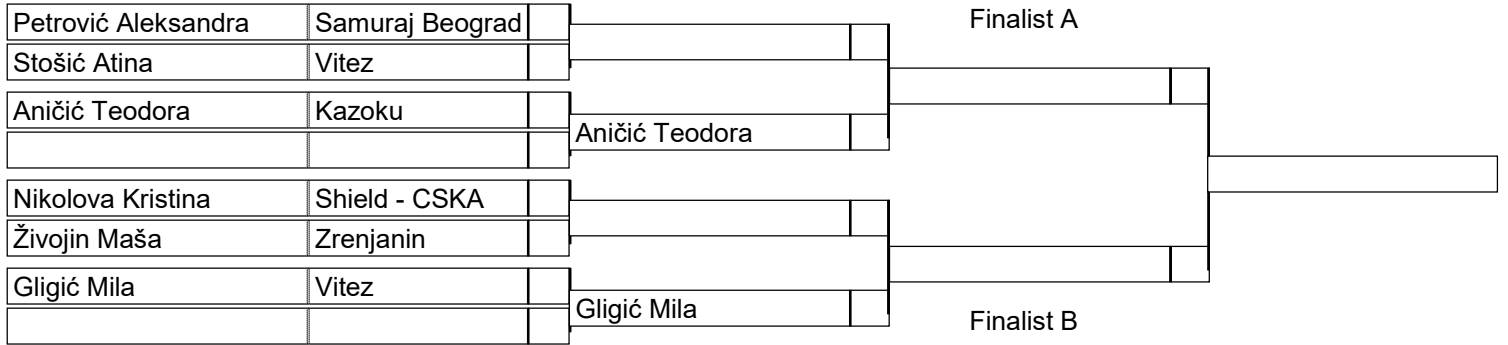 Petrović Aleksandra Samuraj Beograd
Finalist A
Stošić Atina Vitez
Aničić Teodora Kazoku
Aničić Teodora
Nikolova Kristina Shield - CSKA
Živojin Maša Zrenjanin
Gligić Mila Vitez
Gligić Mila
Finalist B